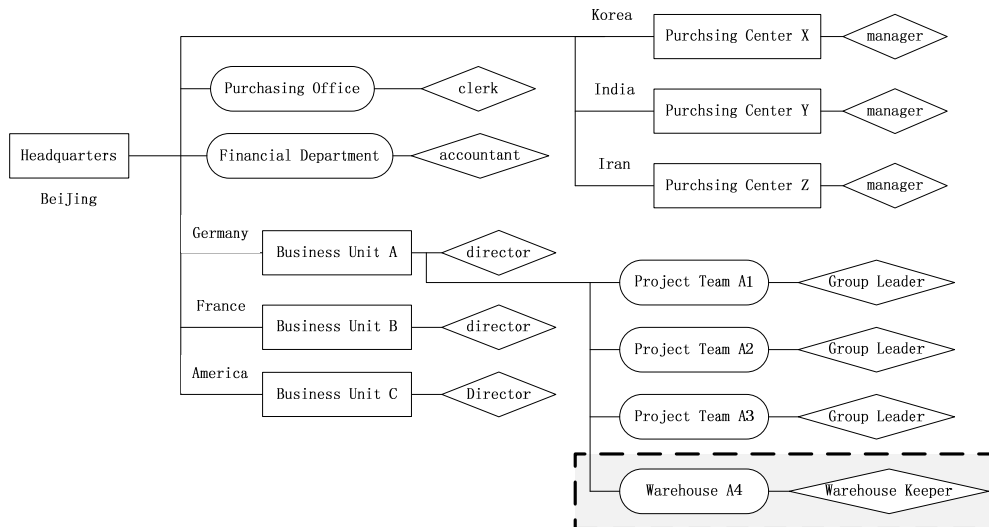 Korea
Purchsing Center X
manager
Purchasing Office
clerk
India
Purchsing Center Y
manager
Headquarters
BeiJing
Financial Department
accountant
Iran
Purchsing Center Z
manager
Germany
Business Unit A
director
Project Team A1
Group Leader
France
Business Unit B
director
Project Team A2
Group Leader
America
Business Unit C
Director
Project Team A3
Group Leader
Warehouse A4
Warehouse Keeper